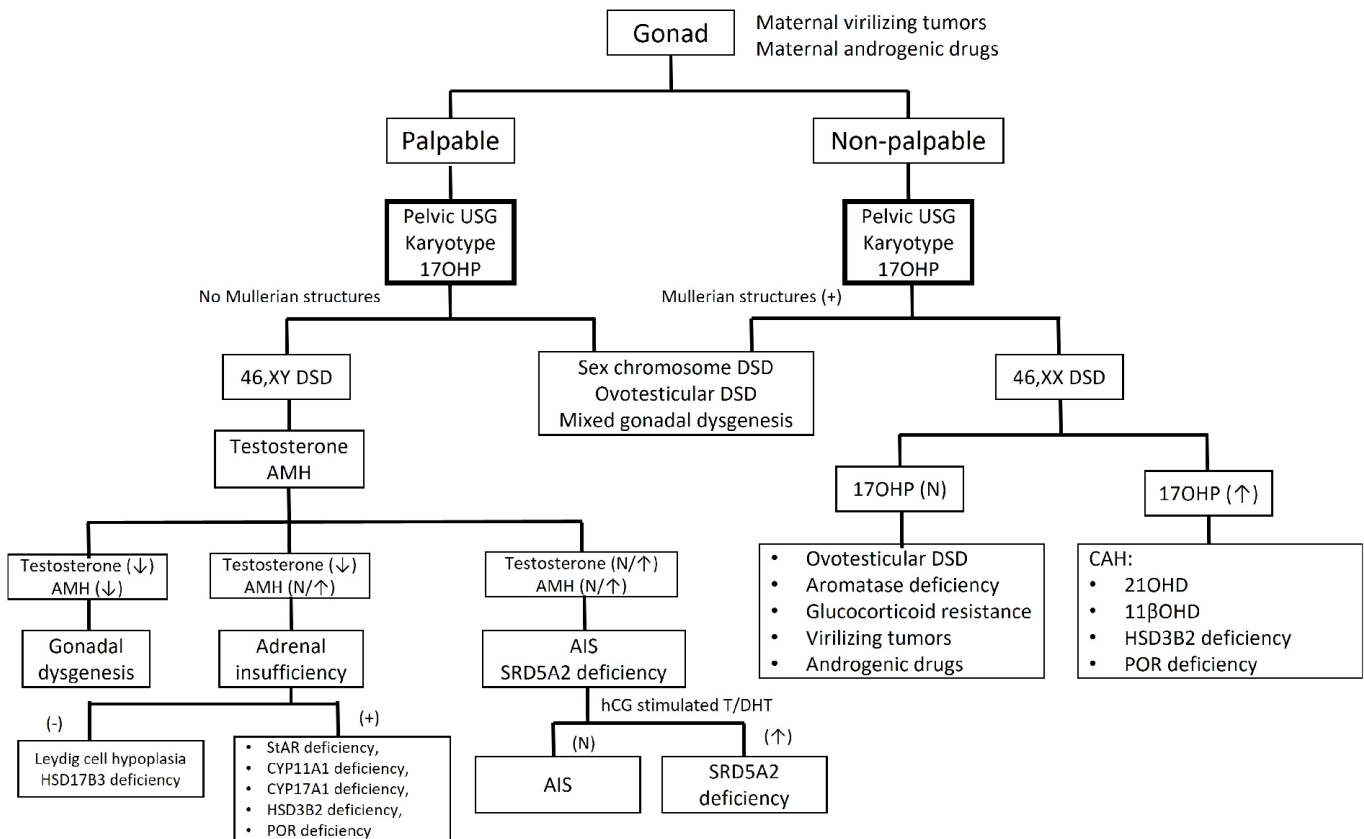 Gonad
Maternal virilizing tumors
Maternal androgenic drugs
Palpable
Non-palpable
Pelvic USG
Karyotype
17OHP
Pelvic USG
Karyotype
17OHP
No Mullerian structures
Mullerian structures (+)
46,XY DSD
Sex chromosome DSD
Ovotesticular DSD
Mixed gonadal dysgenesis
46,XX DSD
Testosterone
AMH
17OHP (N)
17OHP (↑)
Testosterone (↓)
AMH (↓)
Testosterone (↓)
AMH (N/↑)
Testosterone (N/↑)
AMH (N/↑)
• Ovotesticular DSD
• Aromatase deficiency
• Glucocorticoid resistance
• Virilizing tumors
• Androgenic drugs
CAH:
• 21OHD
• 11βOHD
• HSD3B2 deficiency
• POR deficiency
Gonadal
dysgenesis
Adrenal
insufficiency
AIS
SRD5A2 deficiency
(-)
(+)
hCG stimulated T/DHT
(N)
(↑)
Leydig cell hypoplasia
HSD17B3 deficiency
• StAR deficiency,
• CYP11A1 deficiency,
• CYP17A1 deficiency,
• HSD3B2 deficiency,
• POR deficiency
AIS
SRD5A2
deficiency